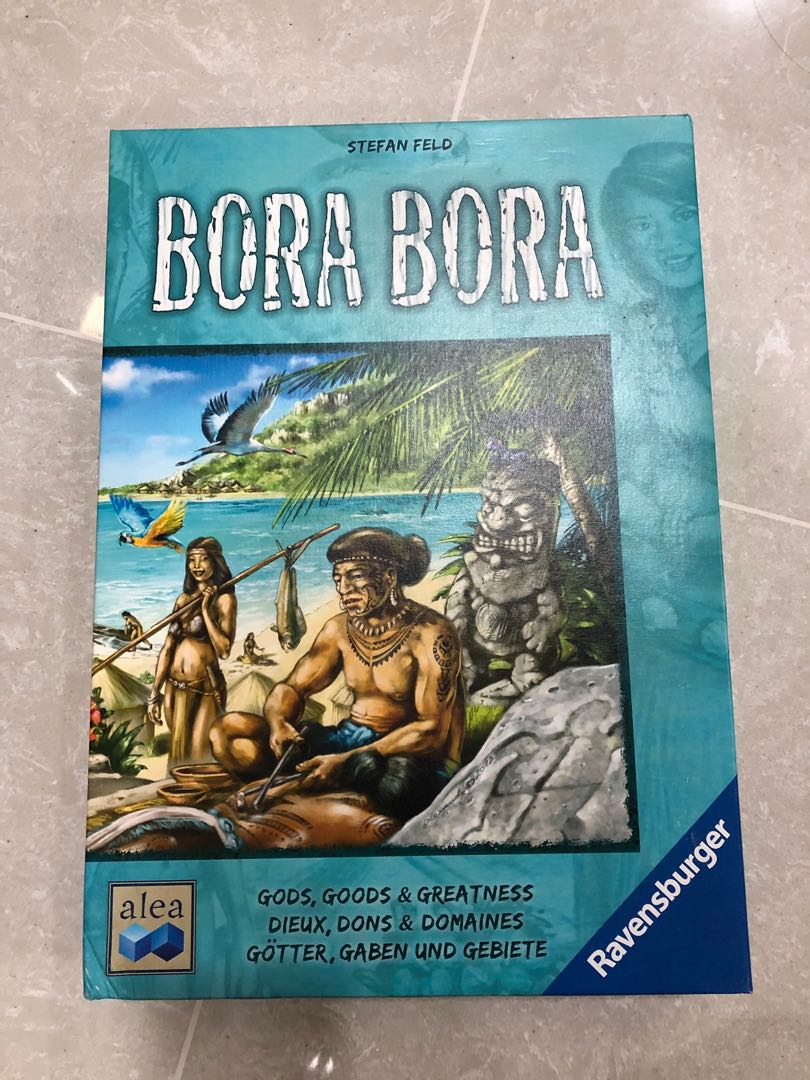 STEFAN FELD
BORA BORA
GODS, GOODS & GREATNESS
DIEUX, DONS & DOMAINES
GÖTTER, GABEN UND GEBIETE
alea
Ravensburger